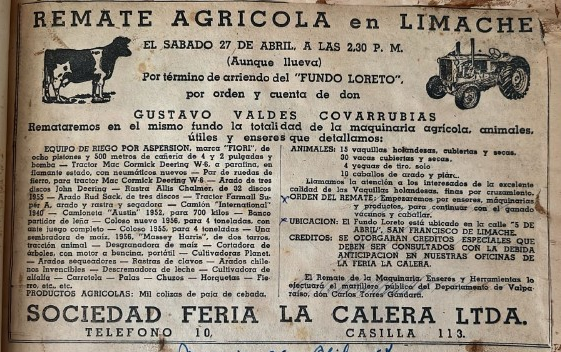 REMATE AGRICOLA en LIMACHE
EL SABADO 27 DE ABRIL, A LAS 2.30 P. M.
(Aunque llueva)
Por término de arriendo del "FUNDO LORETO",
por orden y cuenta de don
GUSTAVO VALDES COVARRUBIAS
Remataremos en el mismo fundo la totalidad de la maquinaria agrícola, animales,
útiles y enseres que detallamos:
EQUIPO DE RIEGO POR ASPERSION, marca "FIORI", de
ocho pistones y 500 metros de cañería de 4 y 2 pulgadas y
bomba — Tractor Mac Cormick Deering W-6, a parafina, en
flamante estado, con neumáticos nuevos — Par de ruedas de
fierro, para tractor Mac Cormick Deering W-6. — Arado de tres
discos John Deering — Rastra Allis Chalmer, de 32 discos
1955 — Arado Rud Sack, de tres discos — Tractor Farmall Su-
per A, arado y rastra y segadora — Camión "International"
1940 — Camioneta "Austin" 1952, para 700 kilos — Banco
partidor de leña — Coloso nuevo 1956, para 4 toneladas, con
ante juego completo — Coloso 1955, para 4 toneladas — Una
sembradora de maíz, 1956, "Massey Harris", de dos tarros,
tracción animal — Desgranadora de maíz — Cortadora de
árboles, con motor a bencina, portátil — Cultivadoras Planet.
— Arados aequeadores — Rastras de clavos — Arados chile-
nos Invencibles — Descremadora de leche — Cultivadora de
alfalfa — Carretela — Palas — Chuzos — Horquetas — Fie-
rro, etc., etc.
PRODUCTOS AGRICOLAS: Mil colizas de paja de cebada.
ANIMALES: 15 vaquillas holandesas, cubiertas y secas.
30 vacas cubiertas y secas.
4 yeguas de tiro.
10 caballos de arado y
Llamamos la atención a los interesados de la excelente
calidad de las Vaquillas holandesas, finas por cruzamiento.
ORDEN DEL REMATE: Empezaremos por enseres, máquinarias
y productos, para continuar con el ganado
vacuno y caballar.
UBICACION: El Fundo Loreto está ubicado en la calle "5 DE
ABRIL", SAN FRANCISCO DE LIMACHE.
CREDITOS: SE OTORGARAN CREDITOS ESPECIALES QUE
DEBEN SER CONSULTADOS CON LA DEBIDA
ANTICIPACION EN NUESTRAS OFICINAS DE
LA FERIA LA CALERA.
El Remate de la Maquinaria, Enseres y Herramientas lo
efectuará el martillero público del Departamento de Valpa-
raíso, don Carlos Torres Gándara.
SOCIEDAD FERIA LA CALERA LTDA.
TELEFONO 10, CASILLA 113.